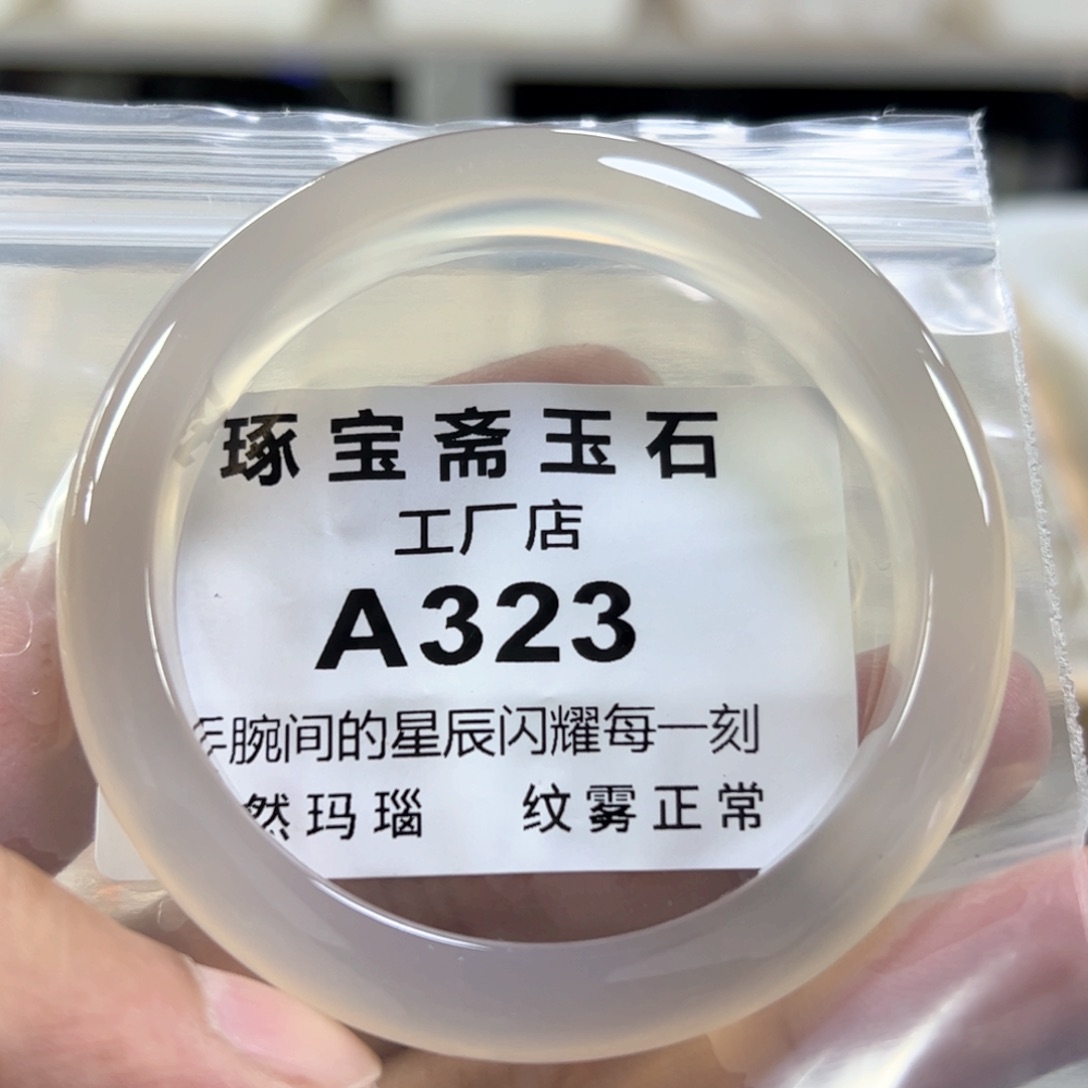 琢宝斋玉石
工厂店
A323
手腕间的星辰闪耀每一刻
然玛瑙 纹雾正常